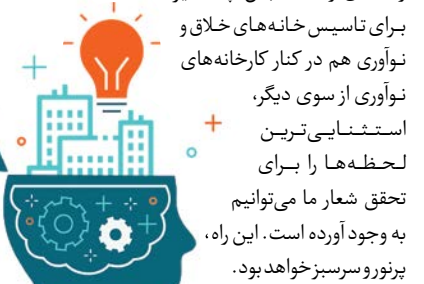 برای تاسیس خانه‌های خلاق و
نوآوری هم در کنار کارخانه‌های
نوآوری از سوی دیگر،
استثنایی‌ترین
لحظه‌ها را برای
تحقق شعار ما می‌توانیم
به وجود آورده است. این راه،
پرنور و سرسبز خواهد بود.